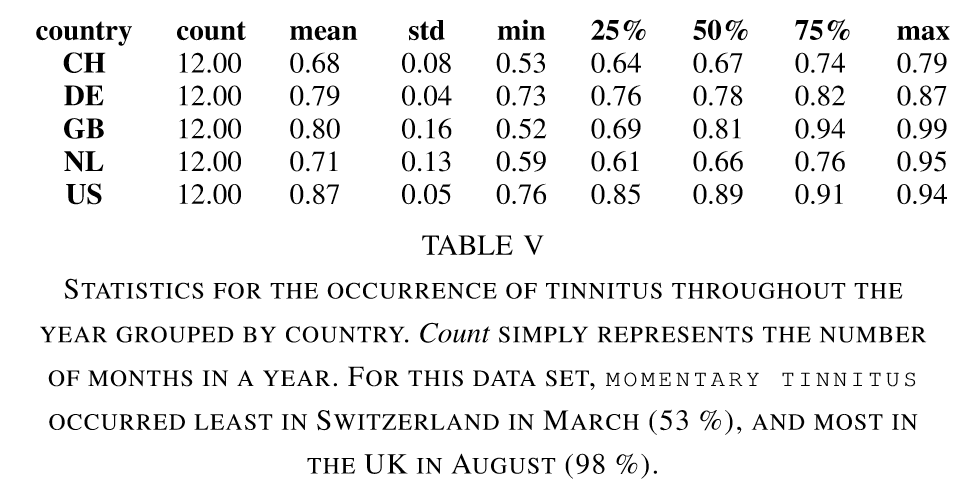 country count mean std min 25% 50% 75% max
CH 12.00 0.68 0.08 0.53 0.64 0.67 0.74 0.79
DE 12.00 0.79 0.04 0.73 0.76 0.78 0.82 0.87
GB 12.00 0.80 0.16 0.52 0.69 0.81 0.94 0.99
NL 12.00 0.71 0.13 0.59 0.61 0.66 0.76 0.95
US 12.00 0.87 0.05 0.76 0.85 0.89 0.91 0.94
TABLE V
STATISTICS FOR THE OCCURRENCE OF TINNITUS THROUGHOUT THE
YEAR GROUPED BY COUNTRY. Count SIMPLY REPRESENTS THE NUMBER
OF MONTHS IN A YEAR. FOR THIS DATA SET, MOMENTARY TINNITUS
OCCURRED LEAST IN SWITZERLAND IN MARCH (53 %), AND MOST IN
THE UK IN AUGUST (98 %).